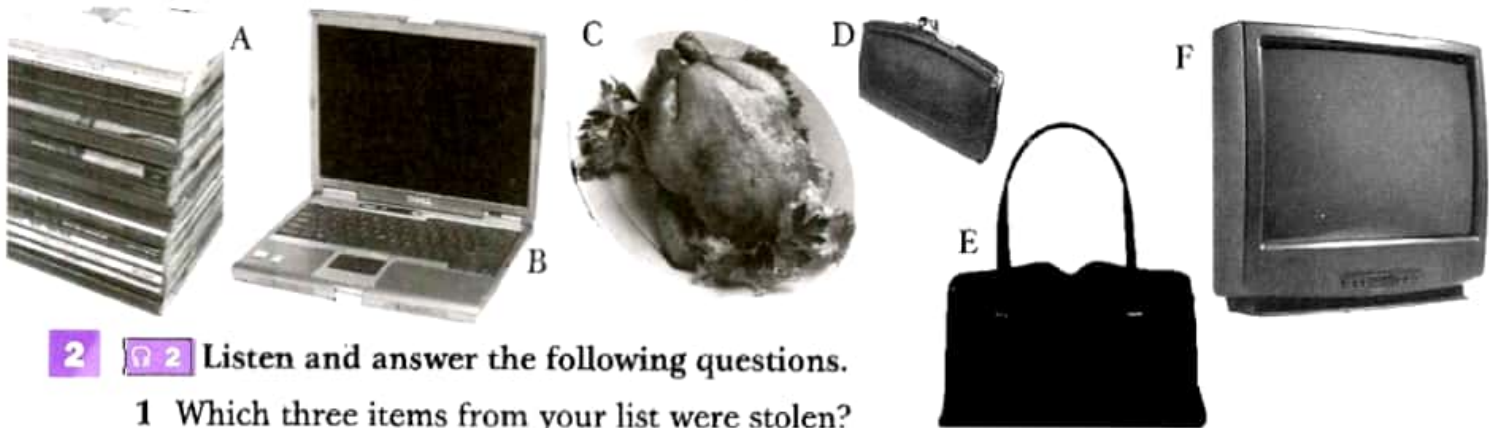 A
B
C
D
E
F
2 2 Listen and answer the following questions.
1 Which three items from your list were stolen?